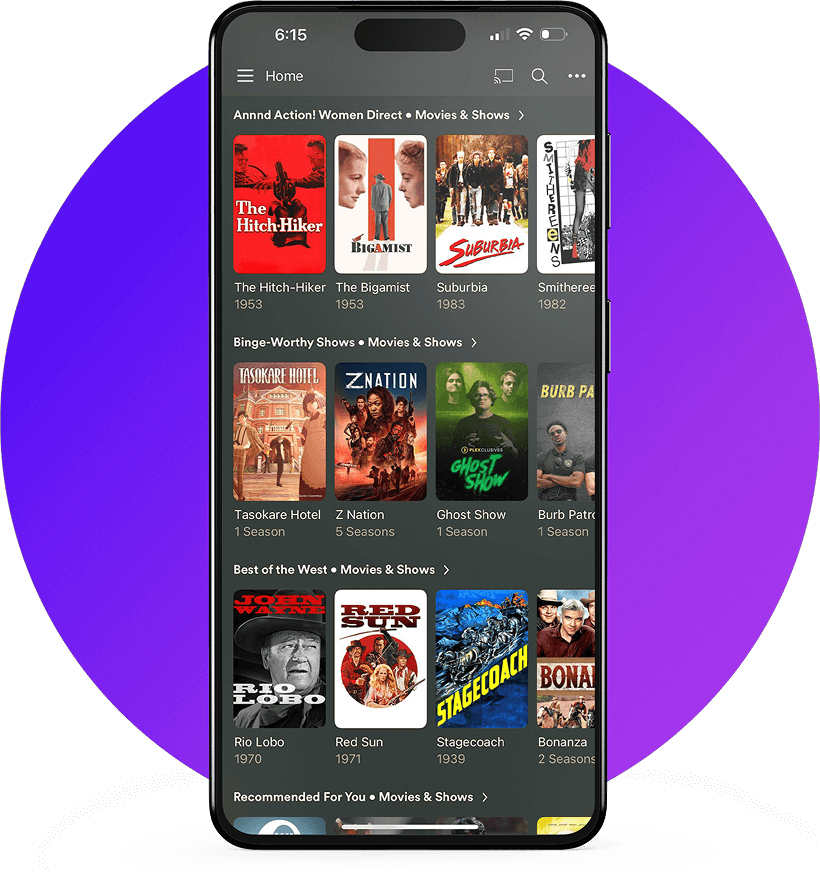 6:15
Home
Annnd Action! Women Direct • Movies & Shows
The
Hitch-Hiker
BIGAMIST
SUBURBIA
SMITHEREENS
The Hitch-Hiker
The Bigamist
Suburbia
Smitheree
1953
1953
1983
1982
Binge-Worthy Shows • Movies & Shows
TASOKARE HOTEL
Z NATION
PLEXCLUSIVES
GHOST
SHOW
BURB PA
Tasokare Hotel
Z Nation
Ghost Show
Burb Patro
1 Season
5 Seasons
1 Season
1 Season
Best of the West • Movies & Shows
JOHN
WAYNE
RIO
LOBO
RED
SUN
STAGECOACH
BONAN
Rio Lobo
Red Sun
Stagecoach
Bonanza
1970
1971
1939
2 Seasons
Recommended For You • Movies & Shows